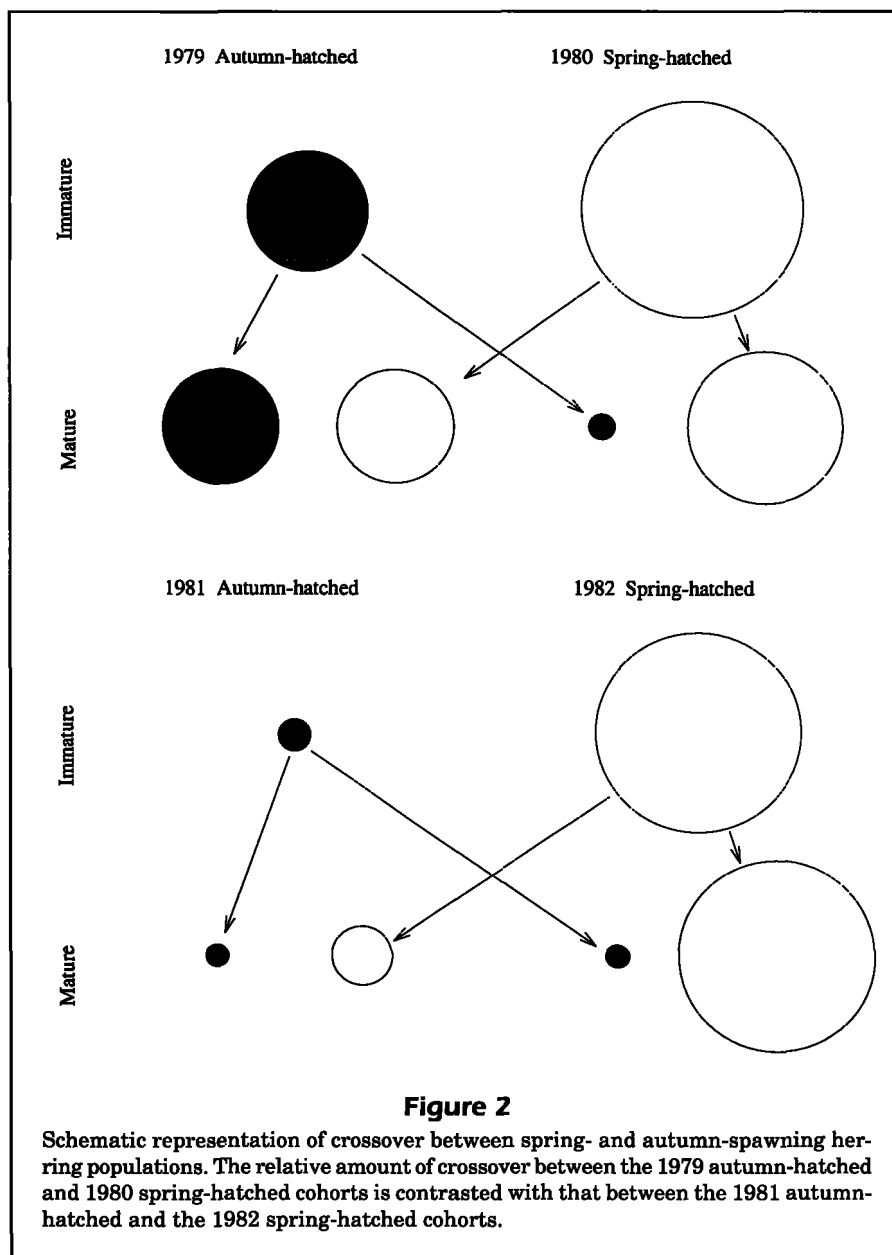 1979 Autumn-hatched
1980 Spring-hatched
Immature
Mature
1981 Autumn-hatched
1982 Spring-hatched
Immature
Mature
Figure 2
Schematic representation of crossover between spring- and autumn-spawning her-
ring populations. The relative amount of crossover between the 1979 autumn-hatched
and 1980 spring-hatched cohorts is contrasted with that between the 1981 autumn-
hatched and the 1982 spring-hatched cohorts.